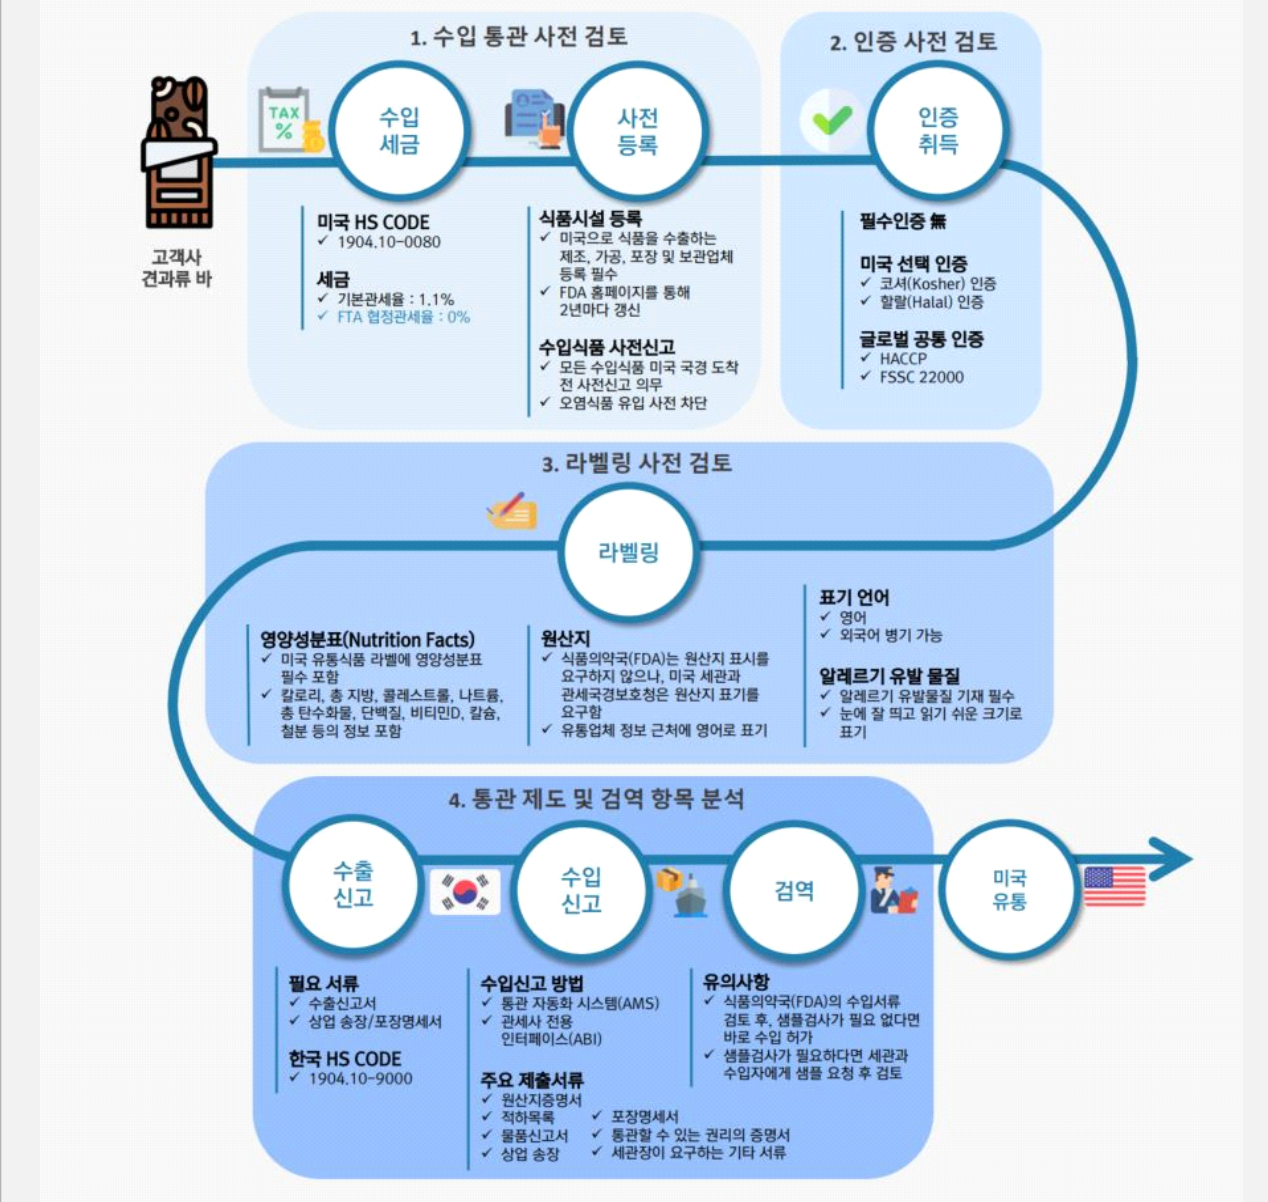 1. 수입 통관 사전 검토
TAX
%
수입
세금
사전
등록
고객사
견과류 바
미국 HS CODE
✓ 1904.10-0080
세금
✓ 기본관세율 : 1.1%
✓ FTA 협정관세율 : 0%
식품시설 등록
✓ 미국으로 식품을 수출하는
제조, 가공, 포장 및 보관업체
등록 필수
✓ FDA 홈페이지를 통해
2년마다 갱신
수입식품 사전신고
✓ 모든 수입식품 미국 국경 도착
전 사전신고 의무
✓ 오염식품 유입 사전 차단
2. 인증 사전 검토
인증
취득
필수인증 無
미국 선택 인증
✓ 코셔(Kosher) 인증
✓ 할랄(Halal) 인증
글로벌 공통 인증
✓ HACCP
✓ FSSC 22000
3. 라벨링 사전 검토
라벨링
영양성분표(Nutrition Facts)
✓ 미국 유통식품 라벨에 영양성분표
필수 포함
✓ 칼로리, 총 지방, 콜레스트롤, 나트륨,
총 탄수화물, 단백질, 비티민D, 칼슘,
철분 등의 정보 포함
원산지
✓ 식품의약국(FDA)는 원산지 표시를
요구하지 않으나, 미국 세관과
관세국경보호청은 원산지 표기를
요구함
✓ 유통업체 정보 근처에 영어로 표기
표기 언어
✓ 영어
✓ 외국어 병기 가능
알레르기 유발 물질
✓ 알레르기 유발물질 기재 필수
✓ 눈에 잘 띄고 읽기 쉬운 크기로
표기
4. 통관 제도 및 검역 항목 분석
수출
신고
수입
신고
검역
미국
유통
필요 서류
✓ 수출신고서
✓ 상업 송장/포장명세서
한국 HS CODE
✓ 1904.10-9000
수입신고 방법
✓ 통관 자동화 시스템(AMS)
✓ 관세사 전용
인터페이스(ABI)
주요 제출서류
✓ 원산지증명서
✓ 적하목록
✓ 물품신고서
✓ 상업 송장
✓ 포장명세서
✓ 통관할 수 있는 권리의 증명서
✓ 세관장이 요구하는 기타 서류
유의사항
✓ 식품의약국(FDA)의 수입서류
검토 후, 샘플검사가 필요 없다면
바로 수입 허가
✓ 샘플검사가 필요하다면 세관과
수입자에게 샘플 요청 후 검토